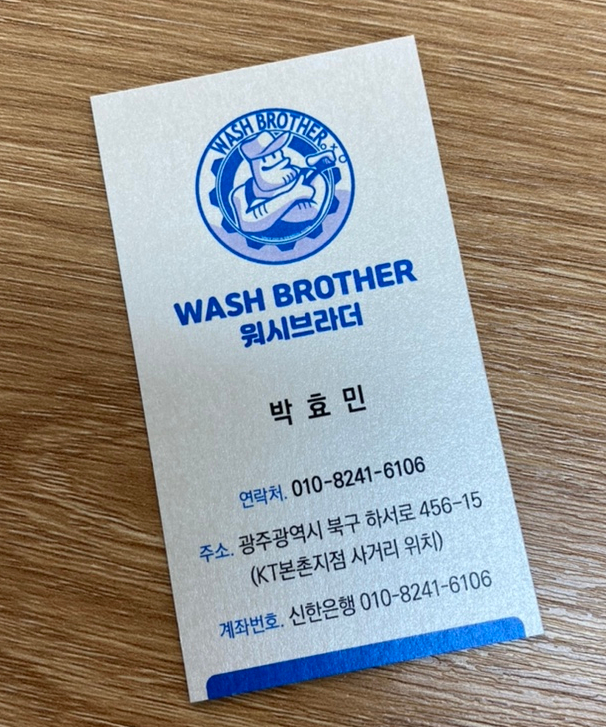 WASH BROTHER
WASH BROTHER
워시브라더
박효민
연락처. 010-8241-6106
주소. 광주광역시 북구 하서로 456-15
(KT본촌지점 사거리 위치)
계좌번호. 신한은행 010-8241-6106